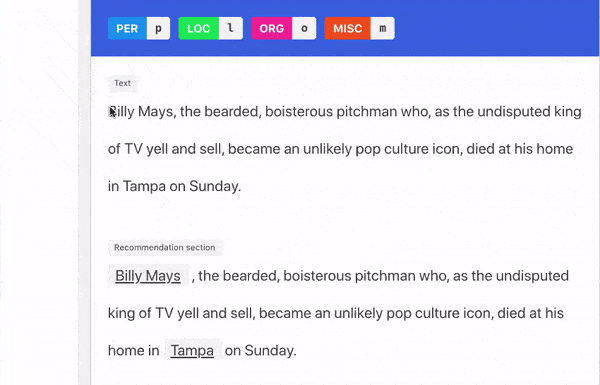 PER p LOC l ORG o MISC m
Text
Billy Mays, the bearded, boisterous pitchman who, as the undisputed king
of TV yell and sell, became an unlikely pop culture icon, died at his home
in Tampa on Sunday.
Recommendation section
Billy Mays , the bearded, boisterous pitchman who, as the undisputed
king of TV yell and sell, became an unlikely pop culture icon, died at his
home in Tampa on Sunday.